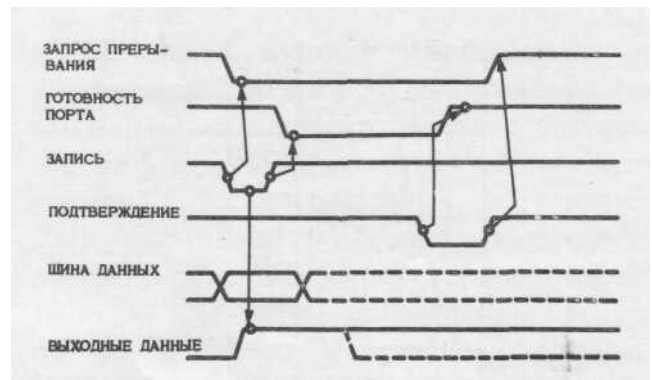 ЗАПРОС ПРЕРЫ-
ВАНИЯ
ГОТОВНОСТЬ
ПОРТА
ЗАПИСЬ
ПОДТВЕРЖДЕНИЕ
ШИНА ДАННЫХ
ВЫХОДНЫЕ ДАННЫЕ